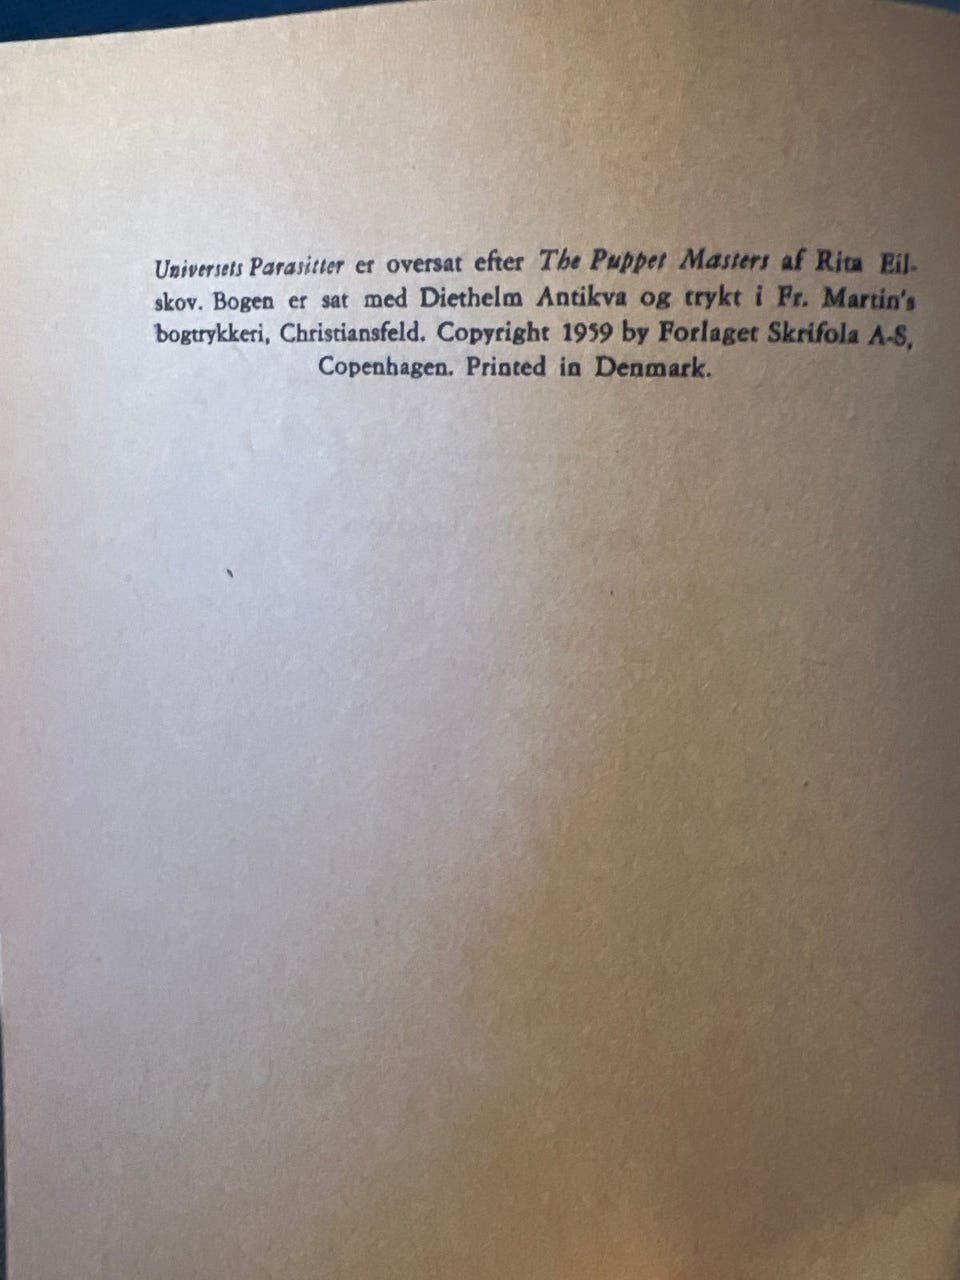 Universets Parasitter er oversat efter The Puppet Masters af Rita Eil-
skov. Bogen er sat med Diethelm Antikva og trykt i Fr. Martin's
bogtrykkeri, Christiansfeld. Copyright 1959 by Forlaget Skrifola A-S,
Copenhagen. Printed in Denmark.